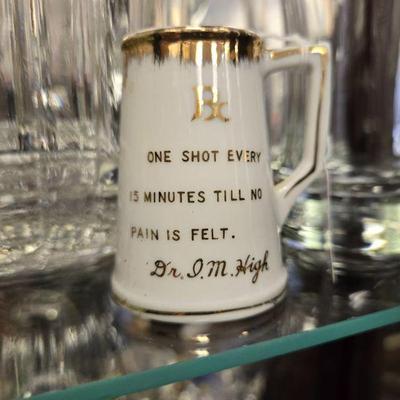 ℞
ONE SHOT EVERY
15 MINUTES TILL NO
PAIN IS FELT.
Dr. I. M. High